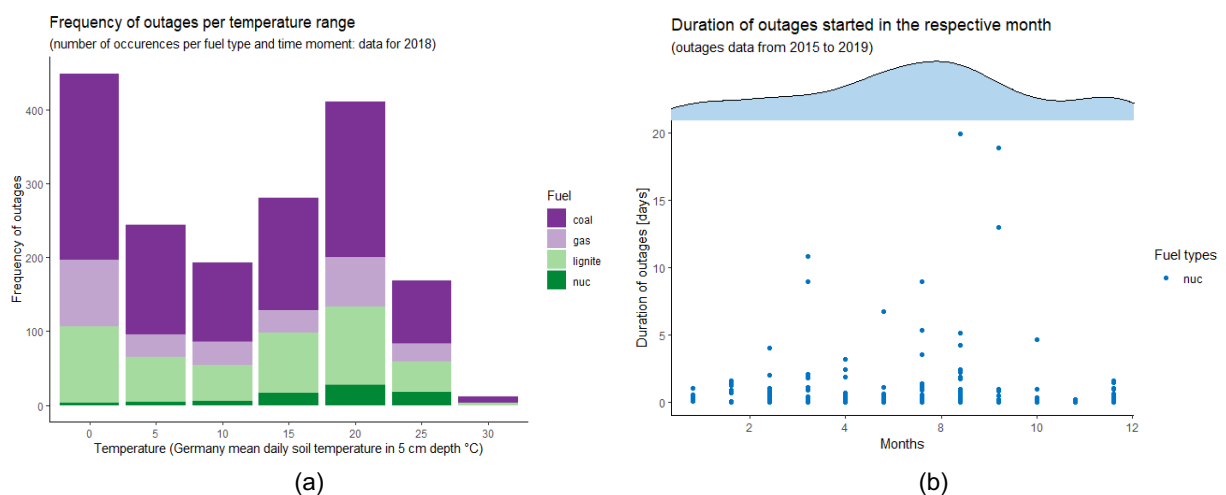 Frequency of outages per temperature range
(number of occurences per fuel type and time moment: data for 2018)
Frequency of outages
400
300
200
100
0
0 5 10 15 20 25 30
Temperature (Germany mean daily soil temperature in 5 cm depth °C)
Fuel
coal
gas
lignite
nuc
(a)
Duration of outages started in the respective month
(outages data from 2015 to 2019)
Duration of outages [days]
20
15
10
5
0
2 4 8 10 12
Months
Fuel types
nuc
(b)